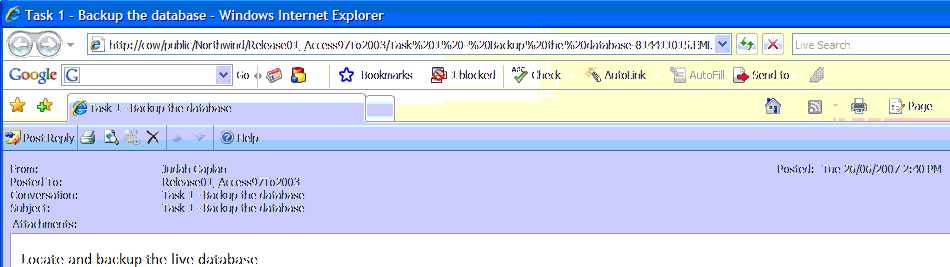 Task 1 - Backup the database - Windows Internet Explorer
http://cow/public/Northwind/Release01_Access97To2003/Task%201%20-%20Backup%20the%20database-814411015.EML
Live Search
Google G Go Bookmarks 1 blocked ABC Check AutoLink AutoFill Send to
Task 1 - Backup the database
Page
Post Reply Help
From: Judah Caplan Posted: Tue 26/06/2007 2:40 PM
Posted To: Release01_Access97To2003
Conversation: Task 1 - Backup the database
Subject: Task 1 - Backup the database
Attachments:
Locate and backup the live database